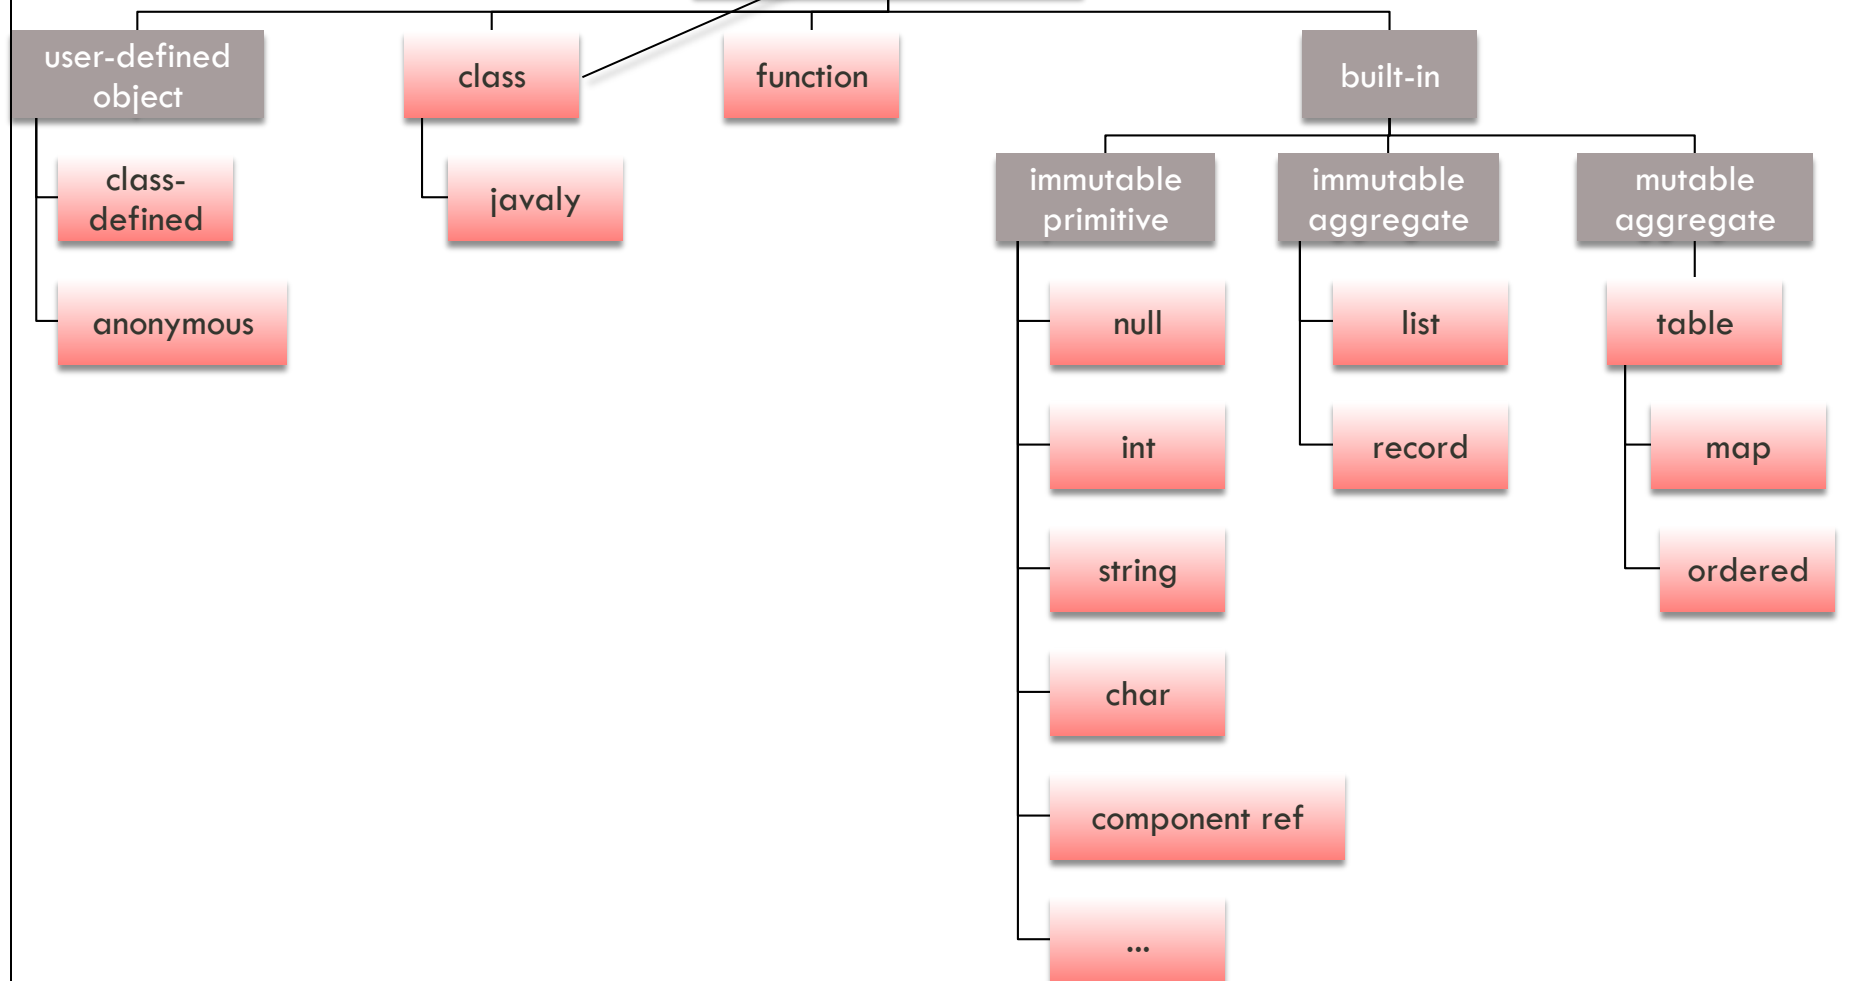 user-defined
object
class
function
built-in
class-
defined
javaly
immutable
primitive
immutable
aggregate
mutable
aggregate
anonymous
null
list
table
int
record
map
string
ordered
char
component ref
...